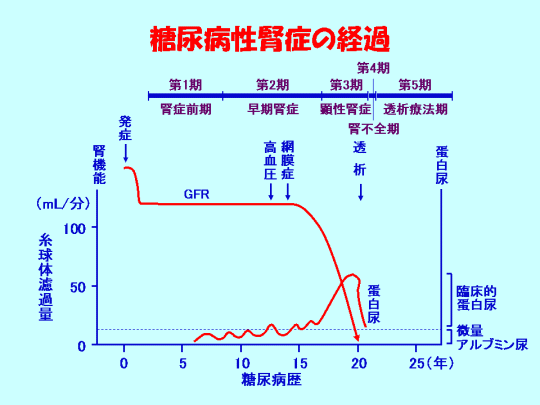 糖尿病性腎症の経過
第4期
第1期 第2期 第3期 第5期
腎症前期 早期腎症 顕性腎症 透析療法期
腎不全期
発症
高血圧
網膜症
透析
腎機能
蛋白尿
(mL/分)
GFR
糸球体濾過量
100
50
0
蛋白尿
臨床的
蛋白尿
微量
アルブミン尿
0 5 10 15 20 25(年)
糖尿病歴